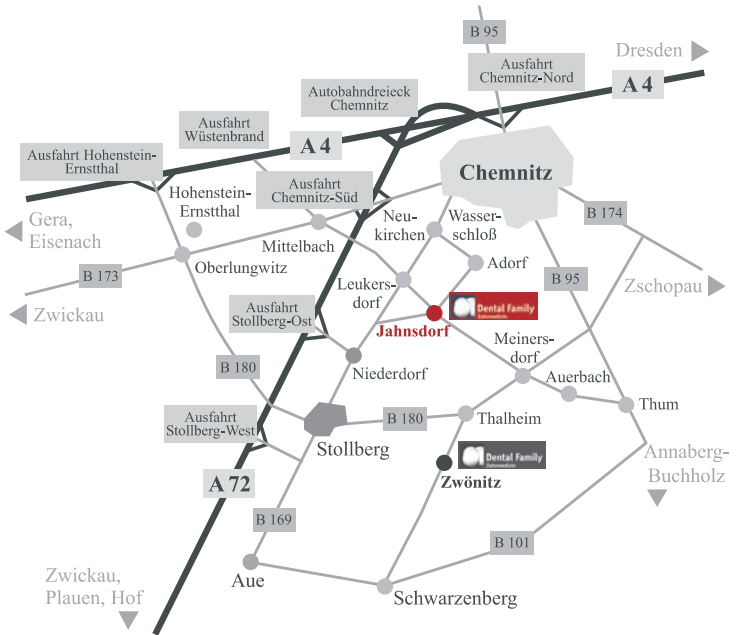 B 95
Dresden
Ausfahrt
Chemnitz-Nord
A 4
Autobahndreieck
Chemnitz
Ausfahrt
Wüstenbrand
A 4
Ausfahrt Hohenstein-
Ernstthal
Chemnitz
Hohenstein-
Ernstthal
Ausfahrt
Chemnitz-Süd
Gera,
Eisenach
Neu-
kirchen
Wasser-
schloß
B 174
Mittelbach
Oberlungwitz
Adorf
B 173
B 95
Zschopau
Zwickau
Leukers-
dorf
Ausfahrt
Stollberg-Ost
Dental Family
Zahnmedizin
Jahnsdorf
Meiners-
dorf
B 180
Niederdorf
Auerbach
Thum
Ausfahrt
Stollberg-West
B 180
Thalheim
Stollberg
Annaberg-
Buchholz
Dental Family
Zahnmedizin
Zwönitz
A 72
B 169
B 101
Aue
Zwickau,
Plauen, Hof
Schwarzenberg